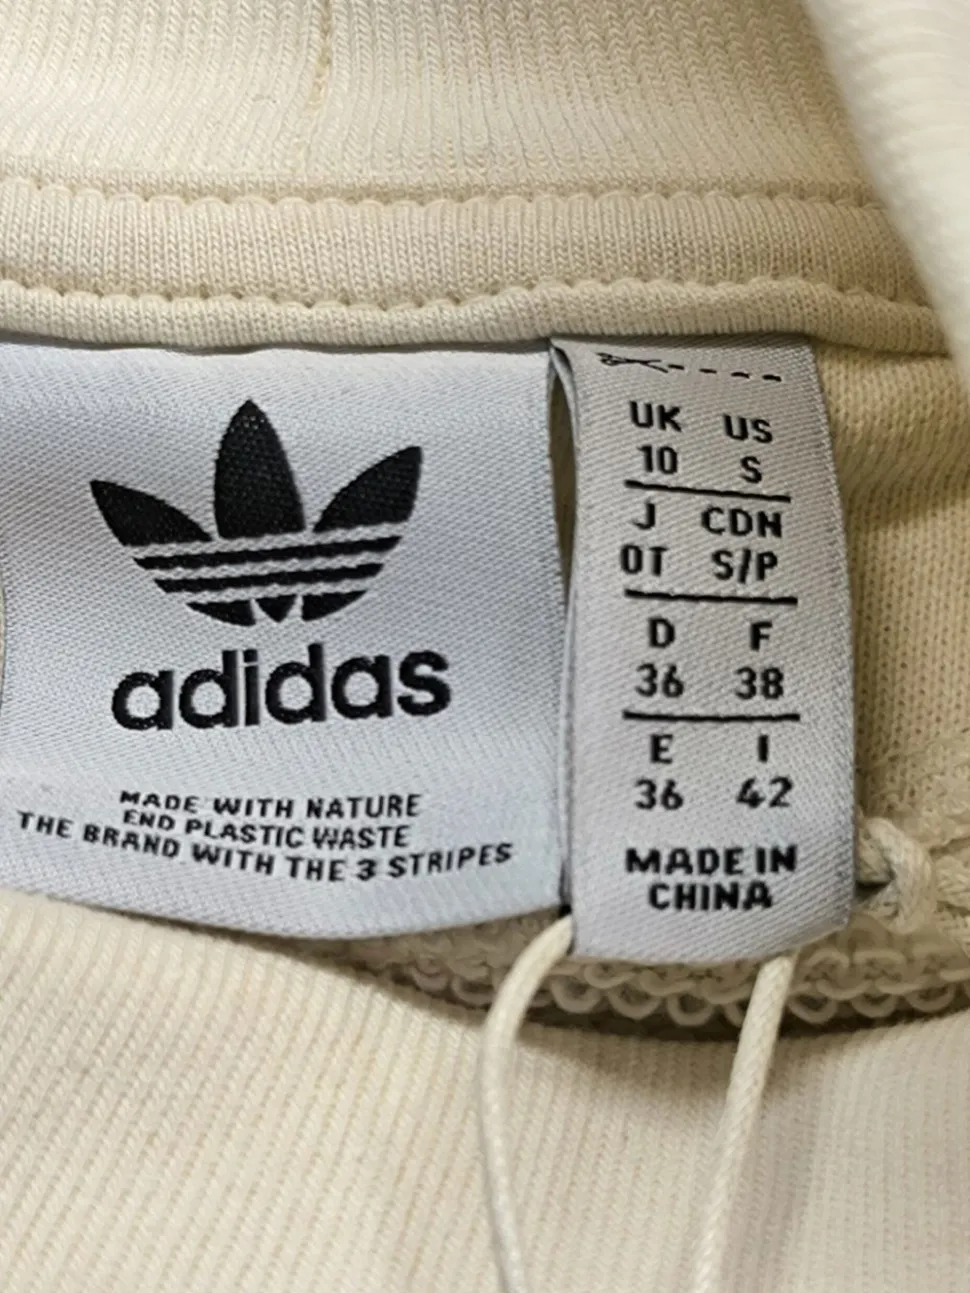 adidas
MADE WITH NATURE
END PLASTIC WASTE
THE BRAND WITH THE 3 STRIPES
UK US
10 S
J CDN
OT S/P
D F
36 38
E I
36 42
MADE IN
CHINA